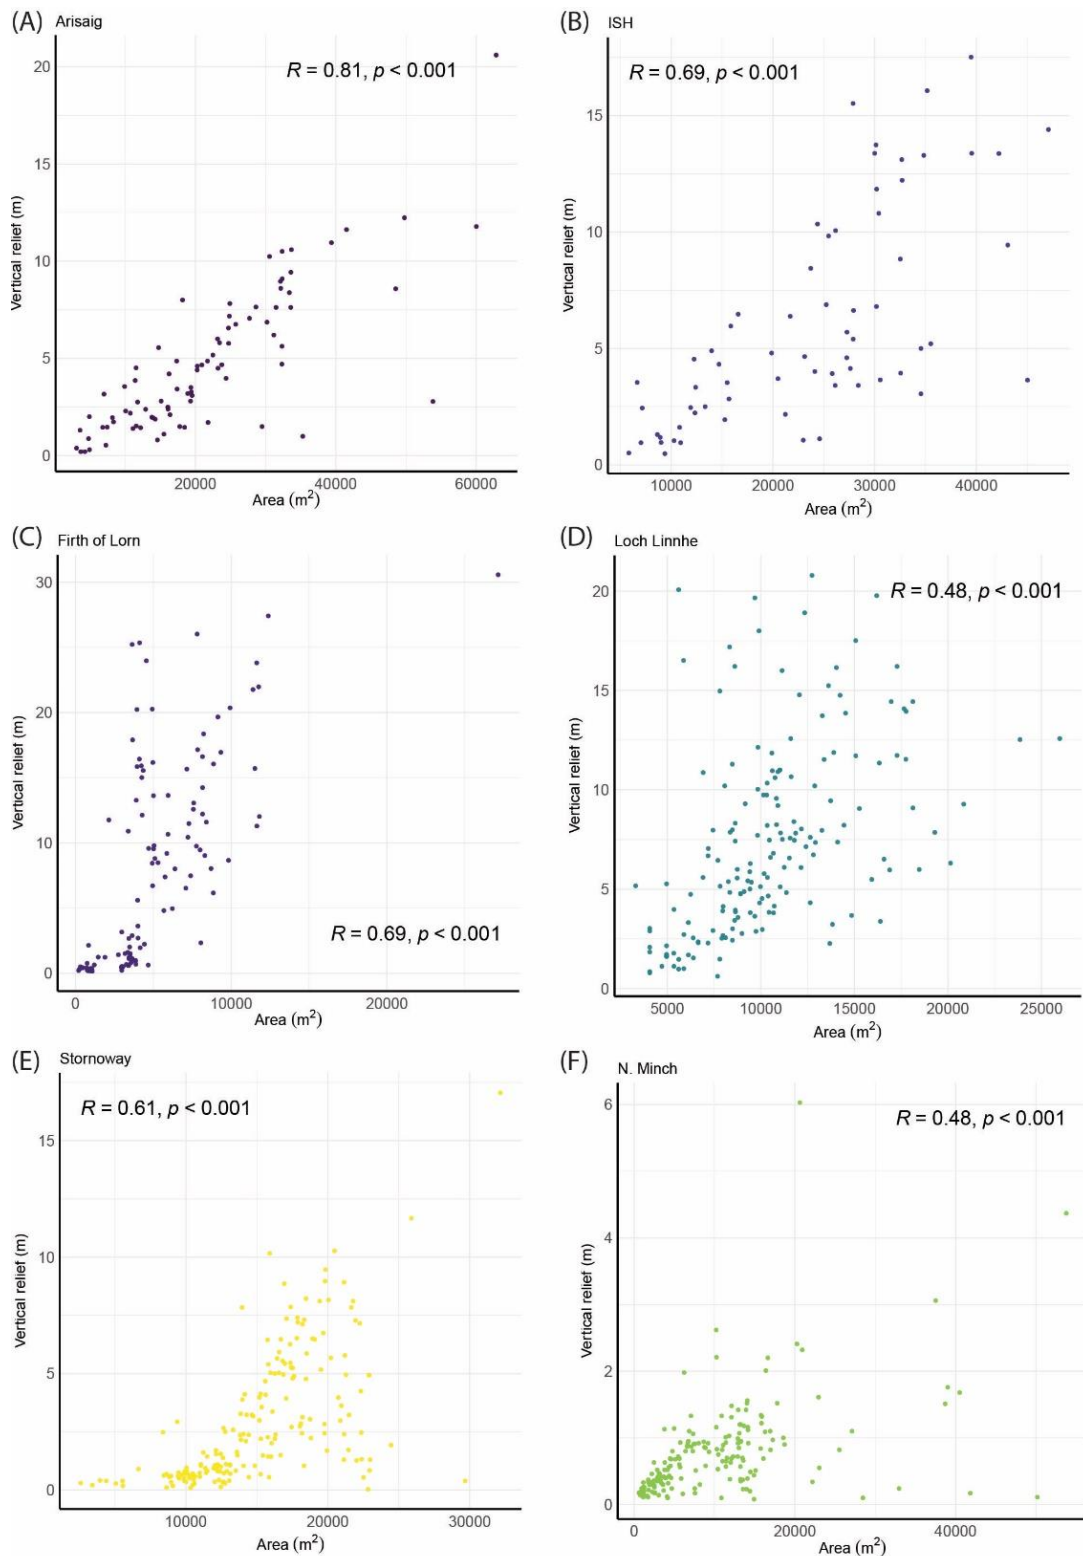 (A) Arisaig
R = 0.81, p < 0.001
20
15
10
5
0
Vertical relief (m)
20000 40000 60000
Area (m²)
(B) ISH
R = 0.69, p < 0.001
15
10
5
0
Vertical relief (m)
10000 20000 30000 40000
Area (m²)
(C) Firth of Lorn
30
20
10
0
Vertical relief (m)
R = 0.69, p < 0.001
0 10000 20000
Area (m²)
(D) Loch Linnhe
R = 0.48, p < 0.001
20
15
10
5
0
Vertical relief (m)
5000 10000 15000 20000 25000
Area (m²)
(E) Stornoway
R = 0.61, p < 0.001
15
10
5
0
Vertical relief (m)
10000 20000 30000
Area (m²)
(F) N. Minch
R = 0.48, p < 0.001
6
4
2
0
Vertical relief (m)
0 20000 40000
Area (m²)